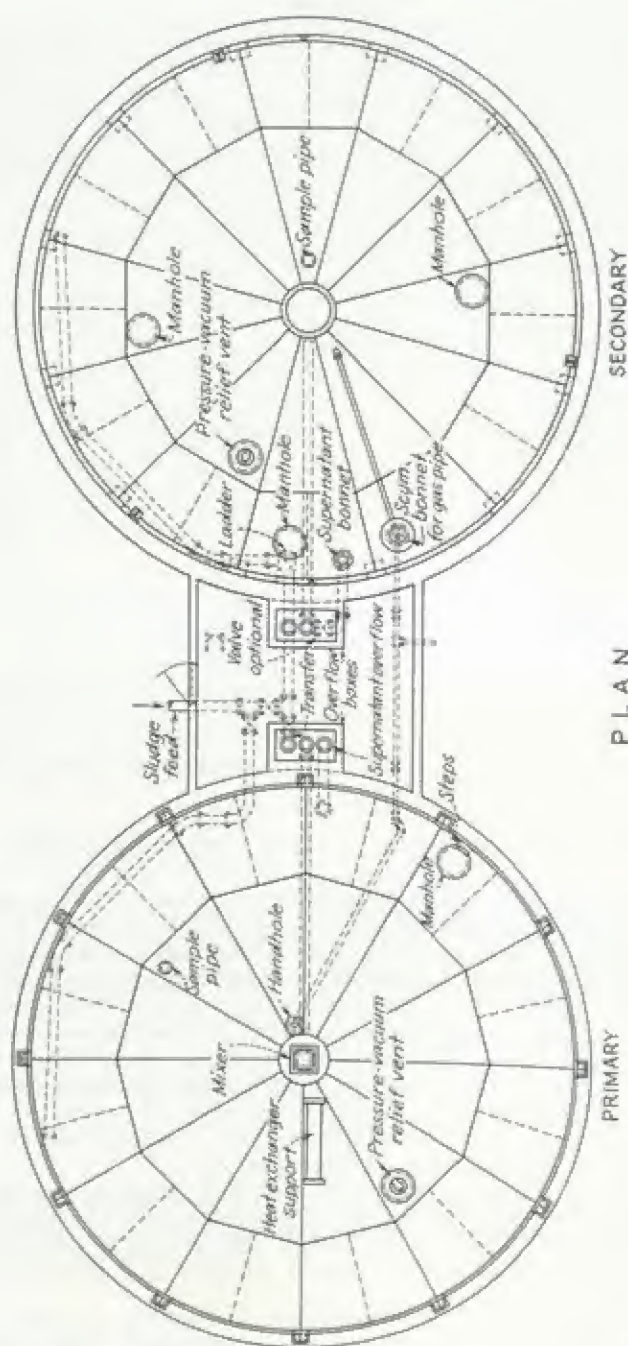 Sample pipe
Manhole
Manhole
Pressure-vacuum
relief vent
Ladder
Manhole
Supernatant
bonnet
Scum
bonnet
for gas pipe
SECONDARY
Valve
optional
Transfer
Overflow
boxes
Supernatant overflow
Sludge
feed
PLAN
Steps
Manhole
Handhole
Sample
pipe
Mixer
Heat exchanger
support
Pressure-vacuum
relief vent
PRIMARY